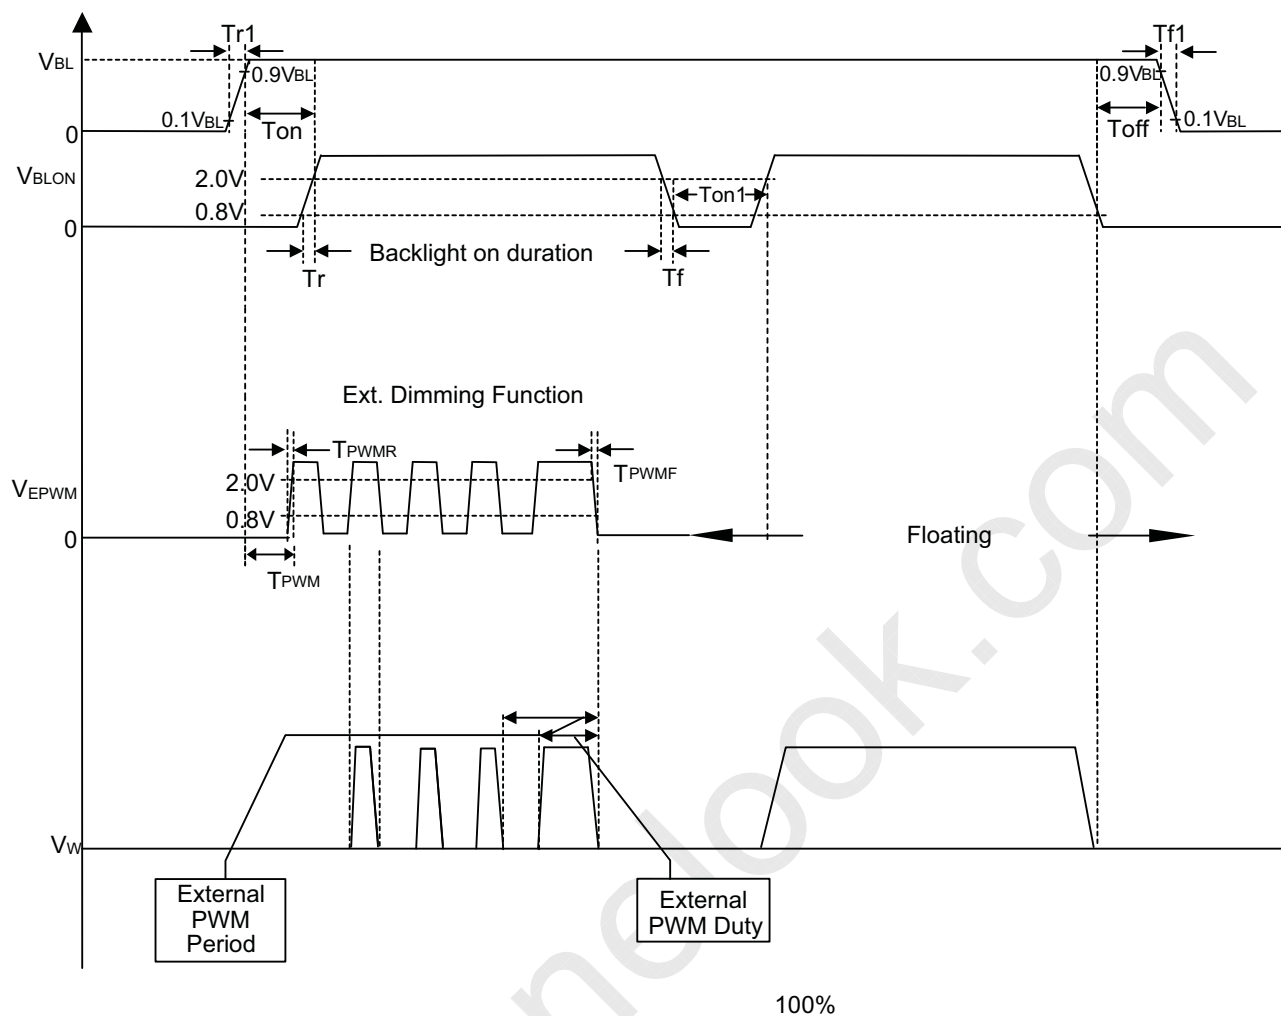 Tr1
Tf1
VBL
0.9VBL
0.9VBL
0.1VBL
Ton
Toff
0.1VBL
0
VBLON
2.0V
Ton1
0.8V
0
Backlight on duration
Tr
Tf
Ext. Dimming Function
TPWMR
TPWMF
2.0V
VEPWM
0.8V
0
Floating
TPWM
VW
External
PWM
Period
External
PWM Duty
100%
nelook.com